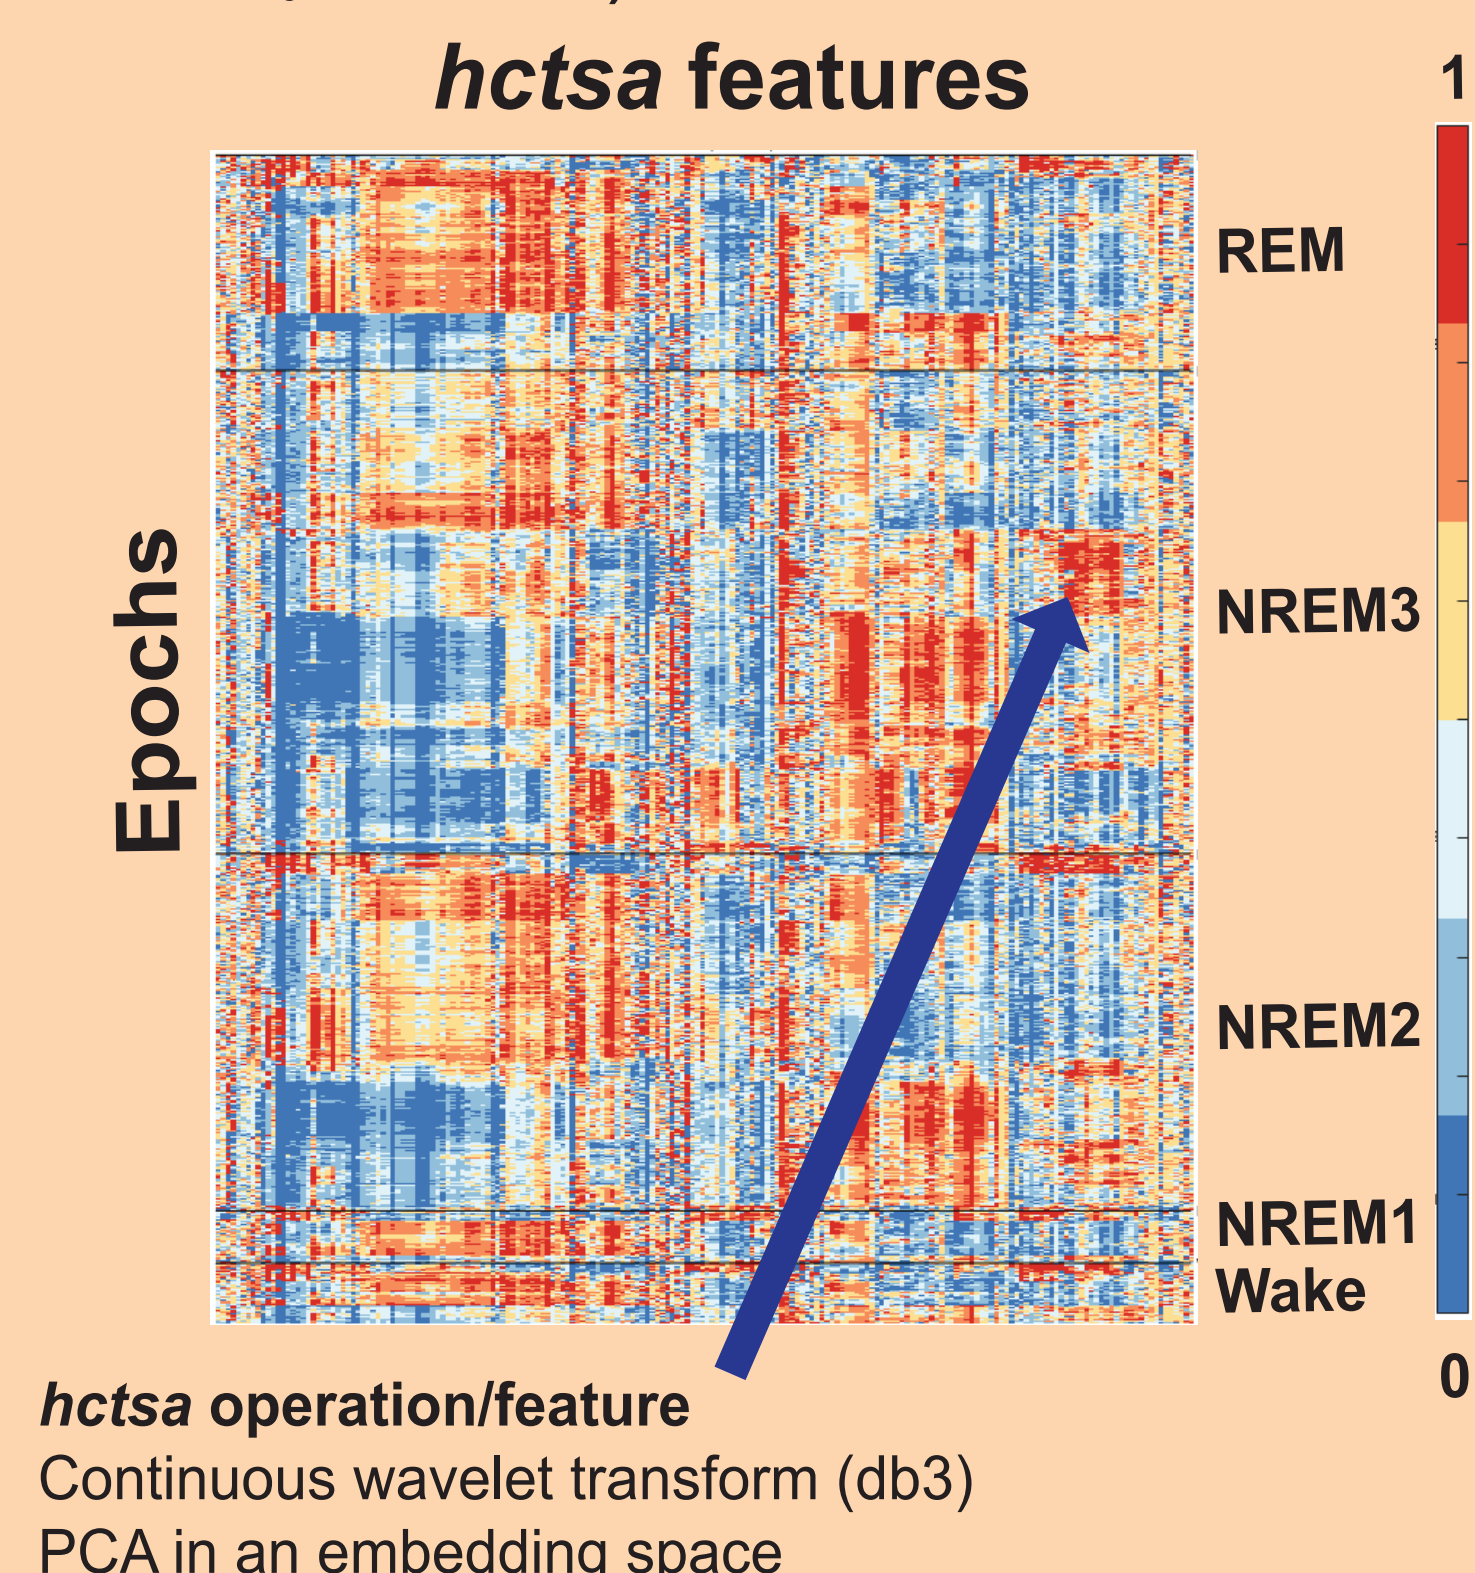 hctsa features
1
REM
NREM3
Epochs
NREM2
NREM1
Wake
0
hctsa operation/feature
Continuous wavelet transform (db3)
PCA in an embedding space